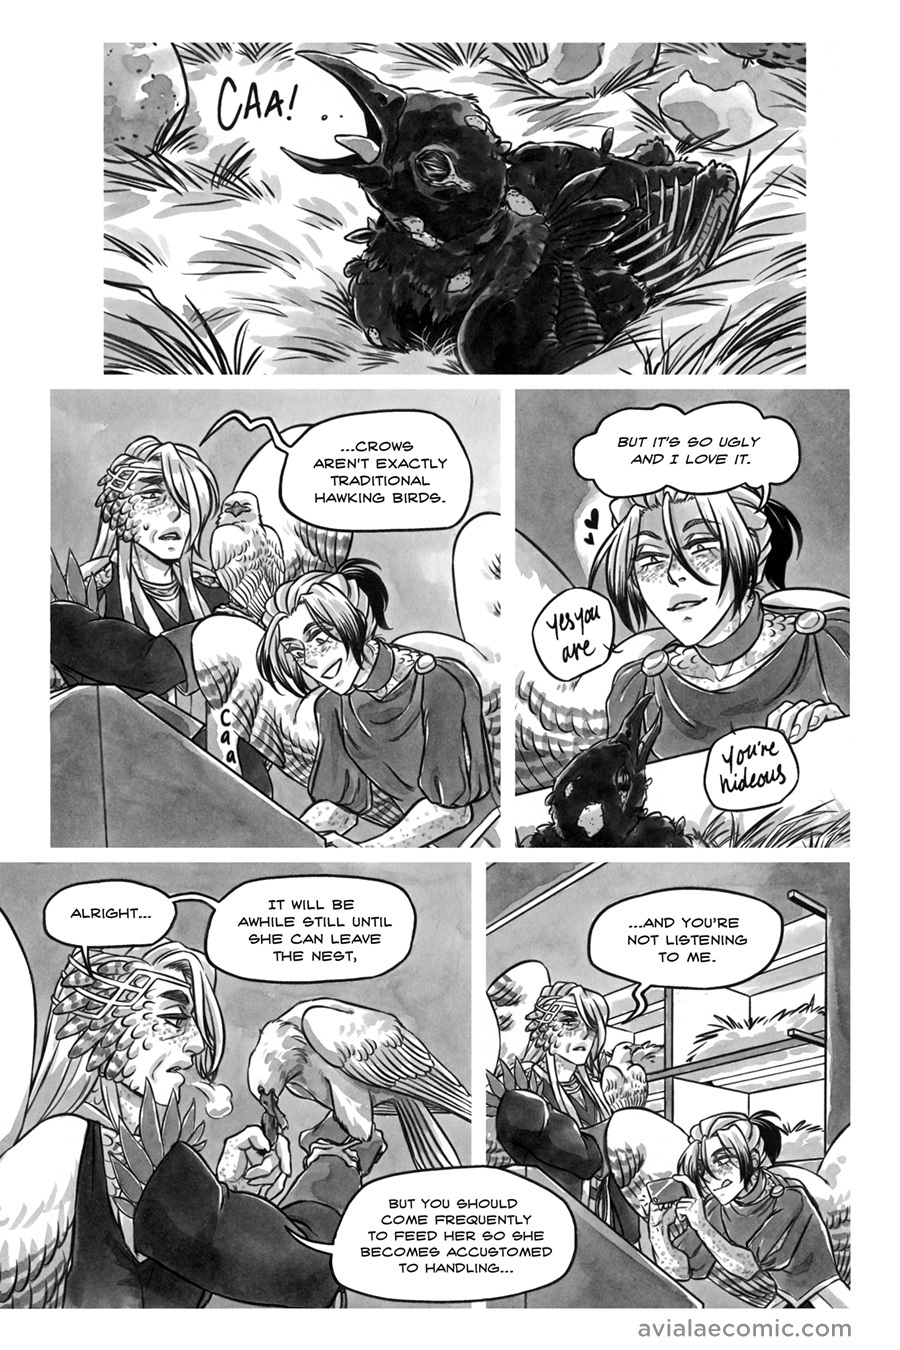 CAA!
...CROWS
AREN'T EXACTLY
TRADITIONAL
HAWKING BIRDS.
Caa
BUT IT'S SO UGLY
AND I LOVE IT.
Yes you
are
You're
hideous
ALRIGHT...
IT WILL BE
AWHILE STILL UNTIL
SHE CAN LEAVE
THE NEST,
BUT YOU SHOULD
COME FREQUENTLY
TO FEED HER SO SHE
BECOMES ACCUSTOMED
TO HANDLING...
...AND YOU'RE
NOT LISTENING
TO ME.
avialaecomic.com